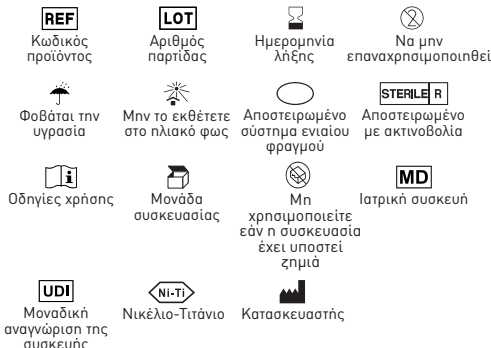 REF LOT
Κωδικός προϊόντος
Αριθμός παρτίδας
Ημερομηνία λήξης
2
Να μην επαναχρησιμοποιηθεί
Φοβάται την υγρασία
Μην το εκθέτετε στο ηλιακό φως
Αποστειρωμένο σύστημα ενιαίου φραγμού
STERILE R
Αποστειρωμένο με ακτινοβολία
i
Οδηγίες χρήσης
Μονάδα συσκευασίας
Μη χρησιμοποιείτε εάν η συσκευασία έχει υποστεί ζημιά
MD
Ιατρική συσκευή
UDI
Μοναδική αναγνώριση της συσκευής
Ni-Ti
Νικέλιο-Τιτάνιο
Κατασκευαστής